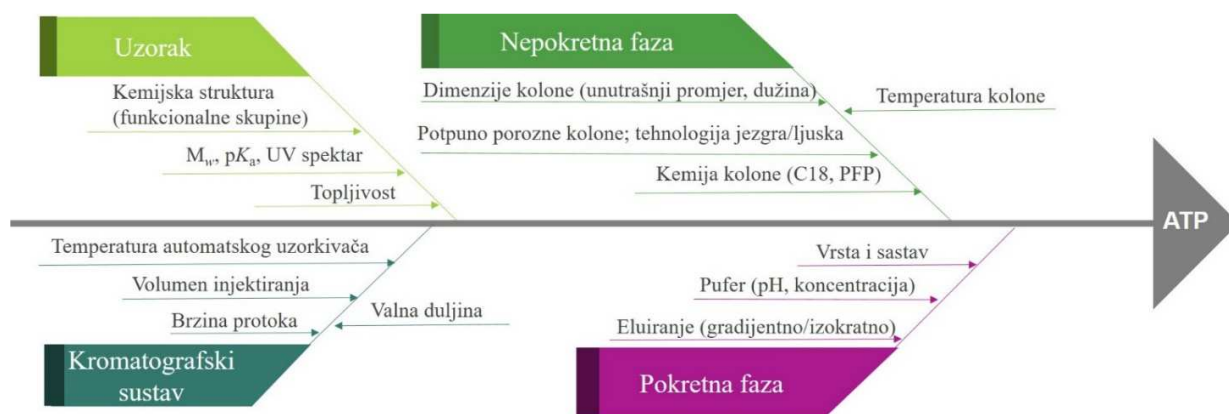 Uzorak
Kemijska struktura
(funkcionalne skupine)
Mw, pKa, UV spektar
Topljivost
Nepokretna faza
Dimenzije kolone (unutrašnji promjer, dužina)
Temperatura kolone
Potpuno porozne kolone; tehnologija jezgra/ljuska
Kemija kolone (C18, PFP)
ATP
Temperatura automatskog uzorkivača
Volumen injektiranja
Brzina protoka
Valna duljina
Kromatografski
sustav
Vrsta i sastav
Pufer (pH, koncentracija)
Eluiranje (gradijentno/izokratno)
Pokretna faza